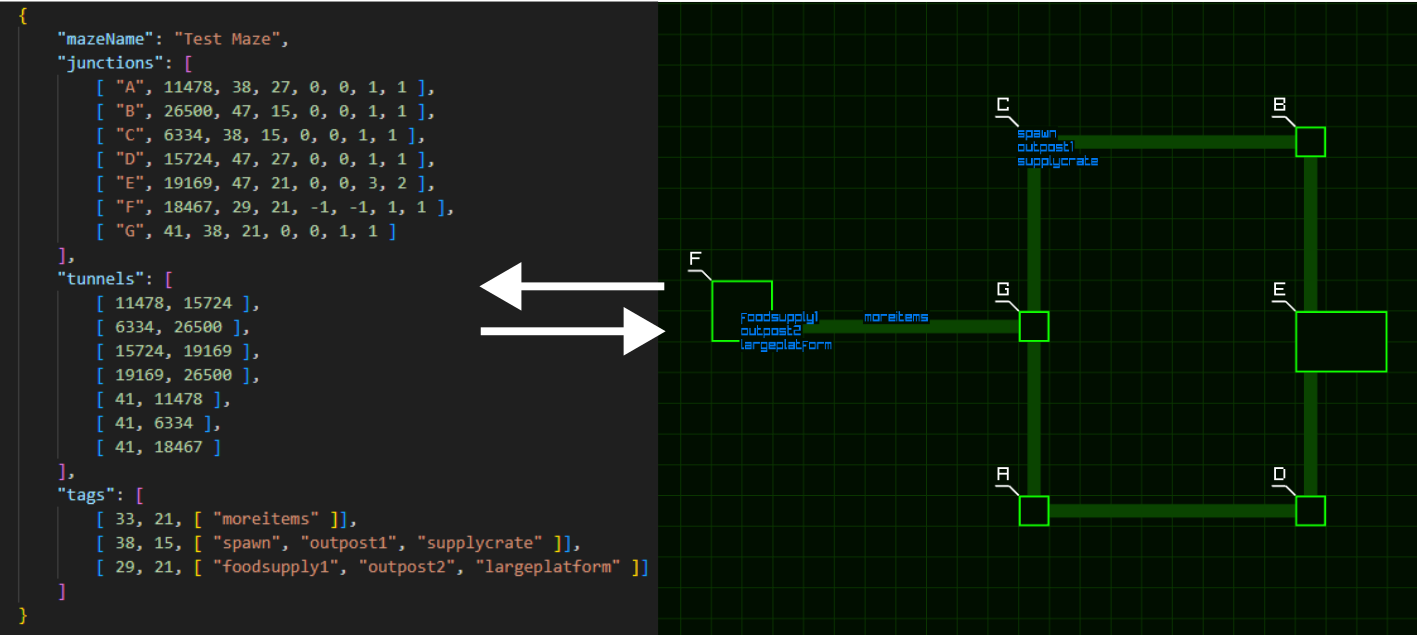 {
"mazeName": "Test Maze",
"junctions": [
[ "A", 11478, 38, 27, 0, 0, 1, 1 ],
[ "B", 26500, 47, 15, 0, 0, 1, 1 ],
[ "C", 6334, 38, 15, 0, 0, 1, 1 ],
[ "D", 15724, 47, 27, 0, 0, 1, 1 ],
[ "E", 19169, 47, 21, 0, 0, 3, 2 ],
[ "F", 18467, 29, 21, -1, -1, 1, 1 ],
[ "G", 41, 38, 21, 0, 0, 1, 1 ]
],
"tunnels": [
[ 11478, 15724 ],
[ 6334, 26500 ],
[ 15724, 19169 ],
[ 19169, 26500 ],
[ 41, 11478 ],
[ 41, 6334 ],
[ 41, 18467 ]
],
"tags": [
[ 33, 21, [ "moreitems" ]],
[ 38, 15, [ "spawn", "outpost1", "supplycrate" ]],
[ 29, 21, [ "foodsupply1", "outpost2", "largeplatform" ]]
]
}
C
B
spawn
outpost1
supplycrate
F
G
E
foodsupply1
moreitems
outpost2
largeplatform
A
D